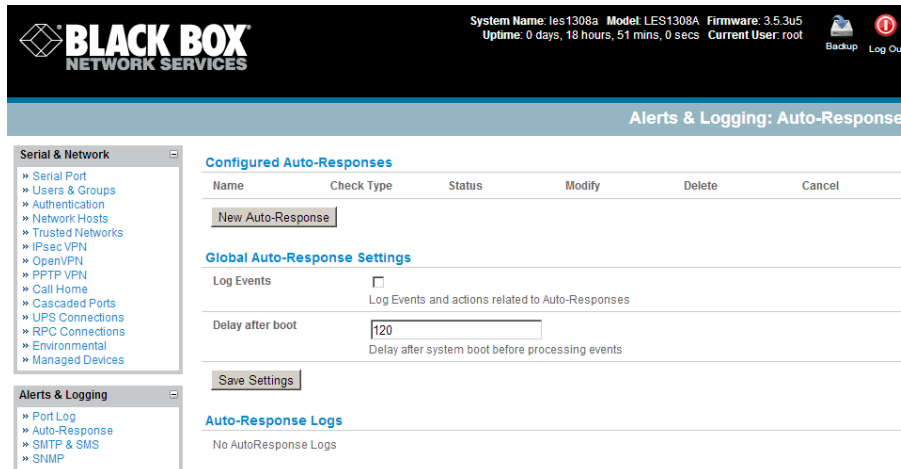 BLACK BOX
NETWORK SERVICES
System Name: les1308a Model: LES1308A Firmware: 3.5.3u5
Uptime: 0 days, 18 hours, 51 mins, 0 secs Current User: root
Backup
Log Ou
Alerts & Logging: Auto-Response
Serial & Network
» Serial Port
» Users & Groups
» Authentication
» Network Hosts
» Trusted Networks
» IPsec VPN
» OpenVPN
» PPTP VPN
» Call Home
» Cascaded Ports
» UPS Connections
» RPC Connections
» Environmental
» Managed Devices
Alerts & Logging
» Port Log
» Auto-Response
» SMTP & SMS
» SNMP
Configured Auto-Responses
Name Check Type Status Modify Delete Cancel
New Auto-Response
Global Auto-Response Settings
Log Events
Log Events and actions related to Auto-Responses
Delay after boot
120
Delay after system boot before processing events
Save Settings
Auto-Response Logs
No AutoResponse Logs